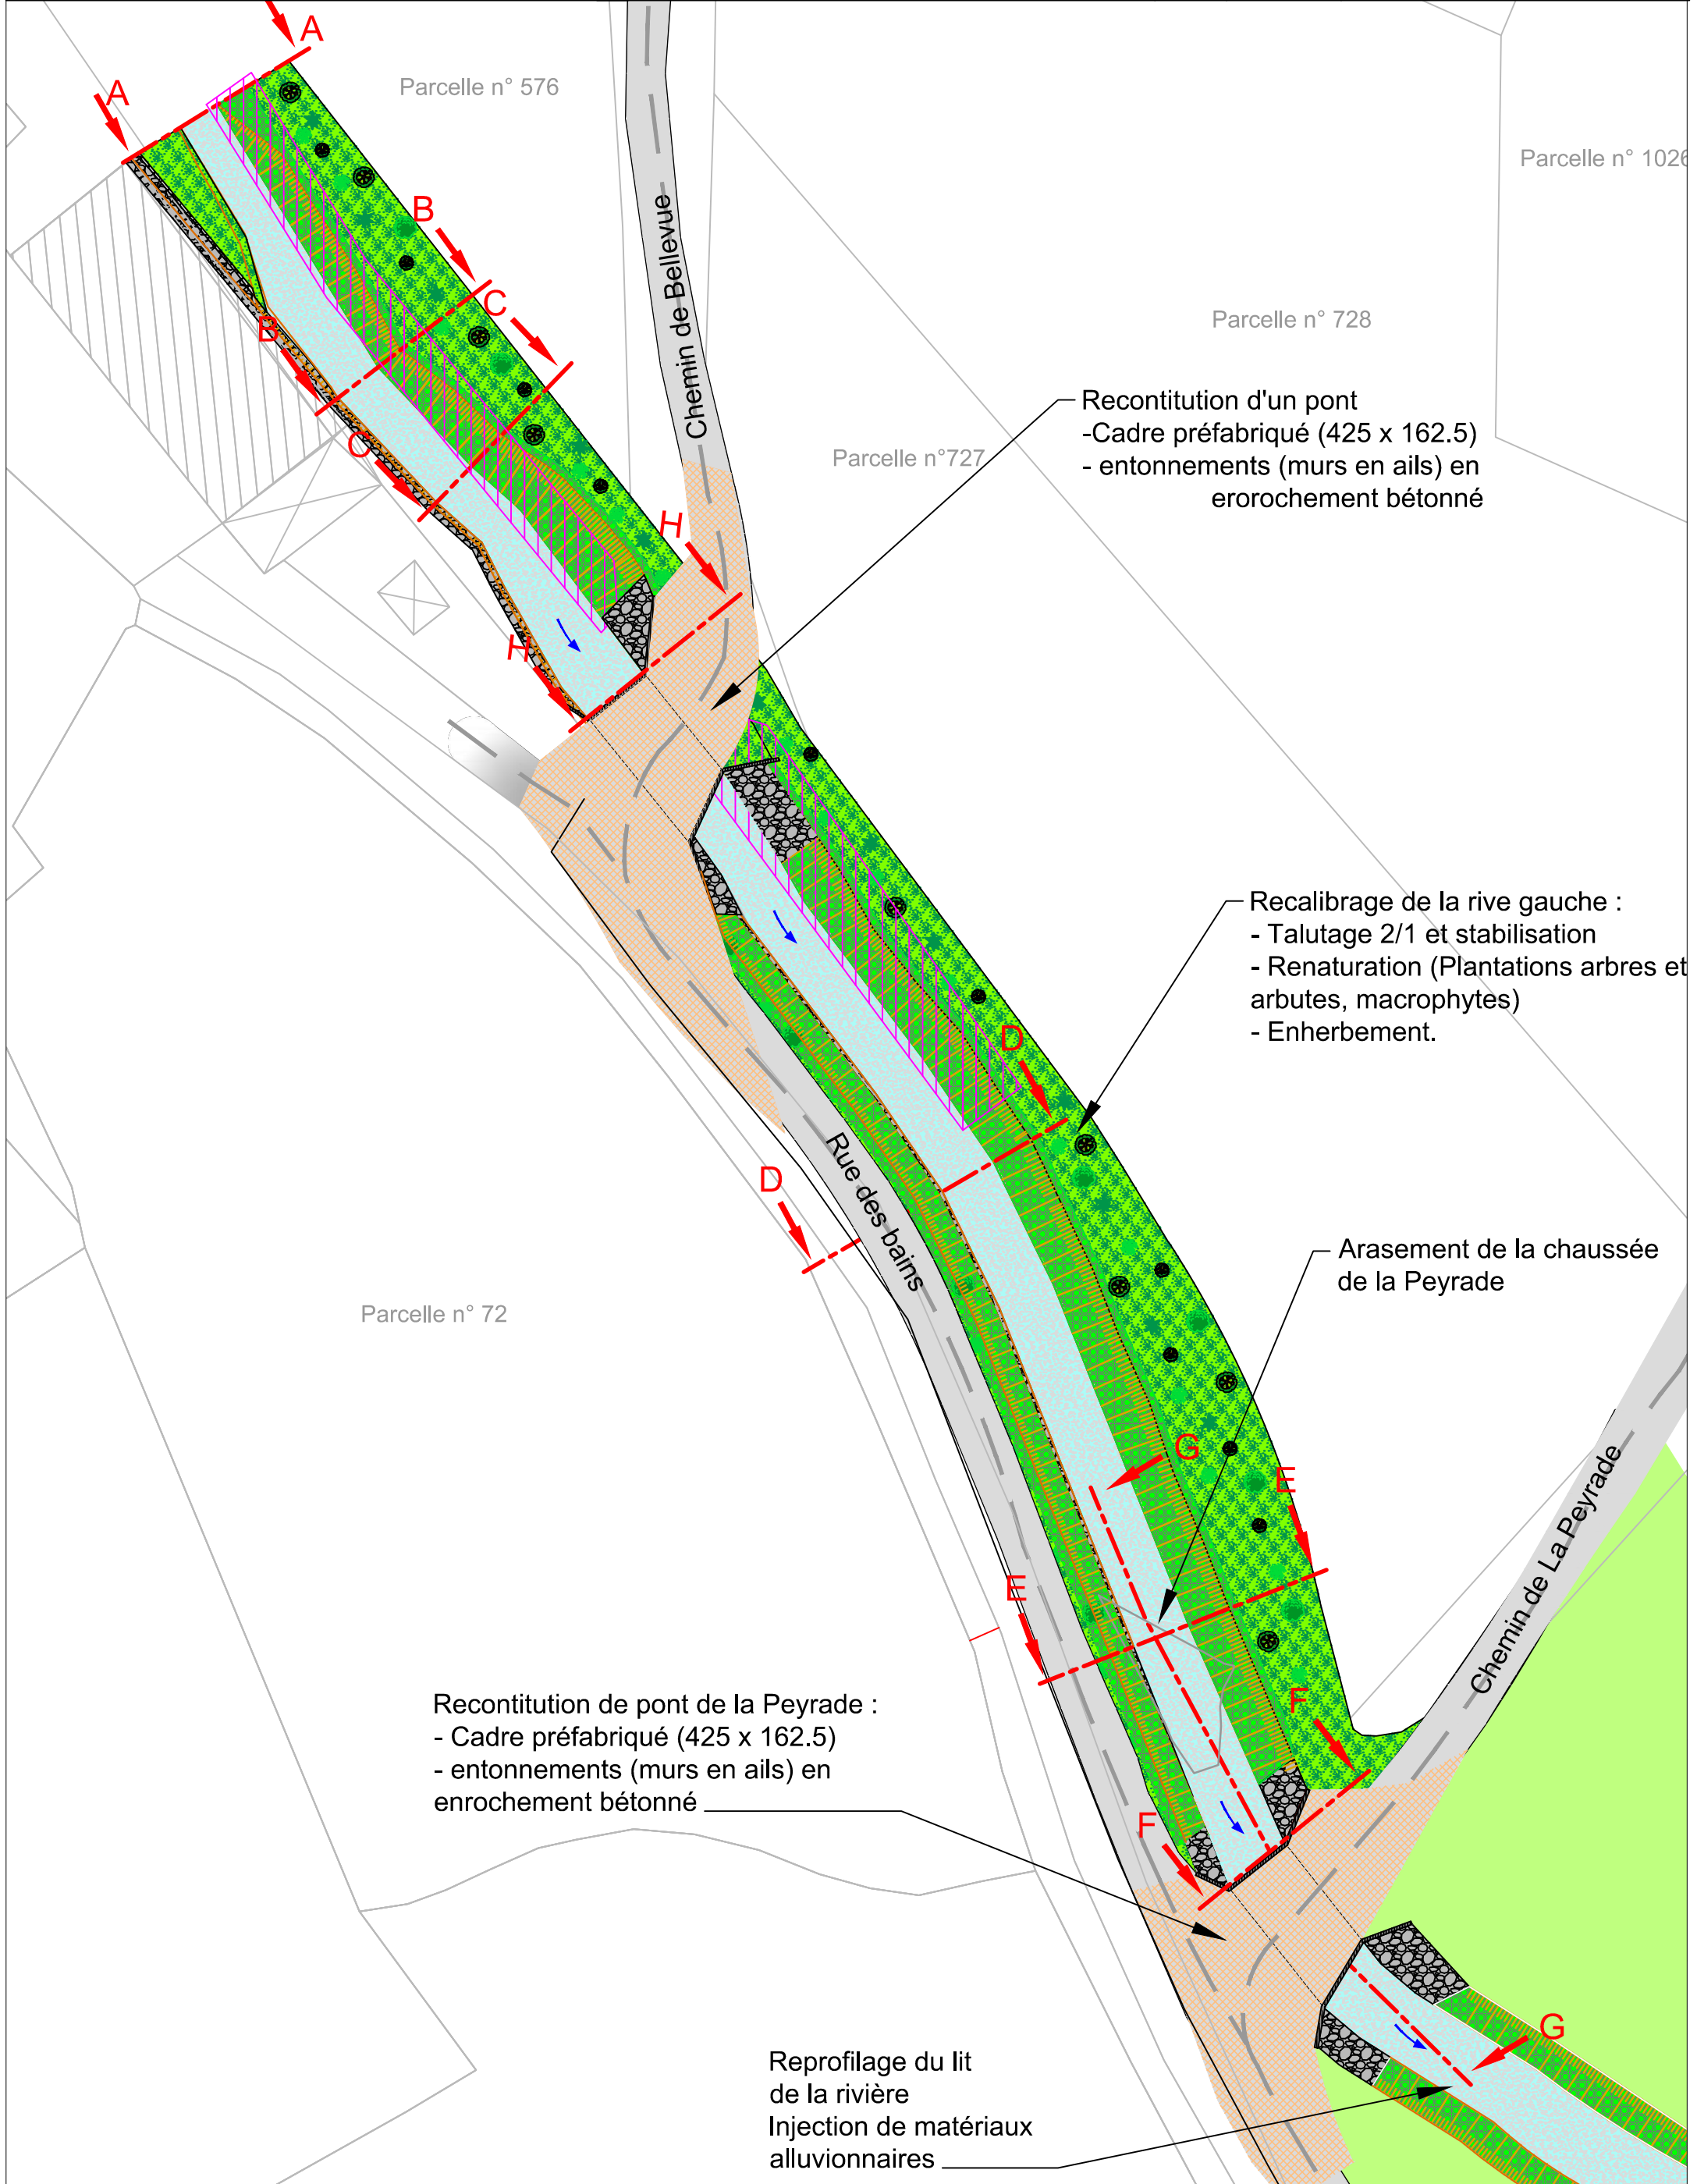 A
A
Parcelle n° 576
Parcelle n° 1026
B
Chemin de Bellevue
C
B
Parcelle n° 728
Recontitution d'un pont
-Cadre préfabriqué (425 x 162.5)
- entonnements (murs en ails) en
erorochement bétonné
C
Parcelle n°727
H
H
Recalibrage de la rive gauche :
- Talutage 2/1 et stabilisation
- Renaturation (Plantations arbres et
arbutes, macrophytes)
- Enherbement.
D
D
Rue des bains
Arasement de la chaussée
de la Peyrade
Parcelle n° 72
G
E
E
Chemin de La Peyrade
Recontitution de pont de la Peyrade :
- Cadre préfabriqué (425 x 162.5)
- entonnements (murs en ails) en
enrochement bétonné
F
F
G
Reprofilage du lit
de la rivière
Injection de matériaux
alluvionnaires